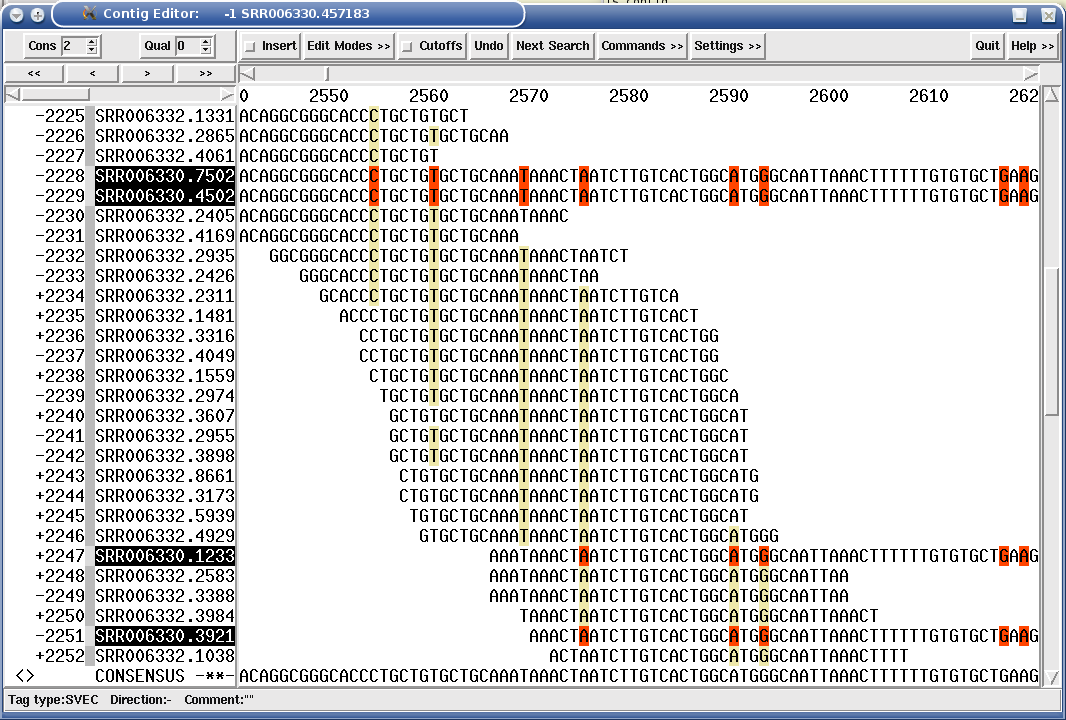 is config
Contig Editor: -1 SRR006330.457183
Cons 2 Qual 0 Insert Edit Modes >> Cutoffs Undo Next Search Commands >> Settings >> Quit Help >>
<< < > >>
0 2550 2560 2570 2580 2590 2600 2610 262
-2225 SRR006332.1331 ACAGGCGGGCACCCTGCTGTGCT
-2226 SRR006332.2865 ACAGGCGGGCACCCTGCTGTGCTGCAA
-2227 SRR006332.4061 ACAGGCGGGCACCCTGCTGT
-2228 SRR006330.7502 ACAGGCGGGCACCCTGCTGTGCTGCAAATAAACTAATCTTGTCACTGGCATGGGCAATTAAACTTTTTTGTGTGCTGAAG
-2229 SRR006330.4502 ACAGGCGGGCACCCTGCTGTGCTGCAAATAAACTAATCTTGTCACTGGCATGGGCAATTAAACTTTTTTGTGTGCTGAAG
-2230 SRR006332.2405 ACAGGCGGGCACCCTGCTGTGCTGCAAATAAAC
-2231 SRR006332.4169 ACAGGCGGGCACCCTGCTGTGCTGCAAA
-2232 SRR006332.2935 GGCGGGCACCCTGCTGTGCTGCAAATAAACTAATCT
-2233 SRR006332.2426 GGGCACCCTGCTGTGCTGCAAATAAACTAA
+2234 SRR006332.2311 GCACCCTGCTGTGCTGCAAATAAACTAATCTTGTCA
+2235 SRR006332.1481 ACCCTGCTGTGCTGCAAATAAACTAATCTTGTCACT
+2236 SRR006332.3316 CCTGCTGTGCTGCAAATAAACTAATCTTGTCACTGG
-2237 SRR006332.4049 CCTGCTGTGCTGCAAATAAACTAATCTTGTCACTGG
+2238 SRR006332.1559 CTGCTGTGCTGCAAATAAACTAATCTTGTCACTGGC
-2239 SRR006332.2974 TGCTGTGCTGCAAATAAACTAATCTTGTCACTGGCA
+2240 SRR006332.3607 GCTGTGCTGCAAATAAACTAATCTTGTCACTGGCAT
-2241 SRR006332.2955 GCTGTGCTGCAAATAAACTAATCTTGTCACTGGCAT
-2242 SRR006332.3898 GCTGTGCTGCAAATAAACTAATCTTGTCACTGGCAT
+2243 SRR006332.8661 CTGTGCTGCAAATAAACTAATCTTGTCACTGGCATG
+2244 SRR006332.3173 CTGTGCTGCAAATAAACTAATCTTGTCACTGGCATG
+2245 SRR006332.5939 TGTGCTGCAAATAAACTAATCTTGTCACTGGCAT
+2246 SRR006332.4929 GTGCTGCAAATAAACTAATCTTGTCACTGGCATGGG
+2247 SRR006330.1233 AAATAAACTAATCTTGTCACTGGCATGGGCAATTAAACTTTTTTGTGTGCTGAAG
+2248 SRR006332.2583 AAATAAACTAATCTTGTCACTGGCATGGGCAATTAA
-2249 SRR006332.3388 AAATAAACTAATCTTGTCACTGGCATGGGCAATTAA
+2250 SRR006332.3984 TAAACTAATCTTGTCACTGGCATGGGCAATTAAACT
-2251 SRR006330.3921 AAACTAATCTTGTCACTGGCATGGGCAATTAAACTTTTTTGTGTGCTGAAG
+2252 SRR006332.1038 ACTAATCTTGTCACTGGCATGGGCAATTAAACTTTT
<> CONSENSUS -**- ACAGGCGGGCACCCTGCTGTGCTGCAAATAAACTAATCTTGTCACTGGCATGGGCAATTAAACTTTTTTGTGTGCTGAAG
Tag type:SVEC Direction:- Comment:""